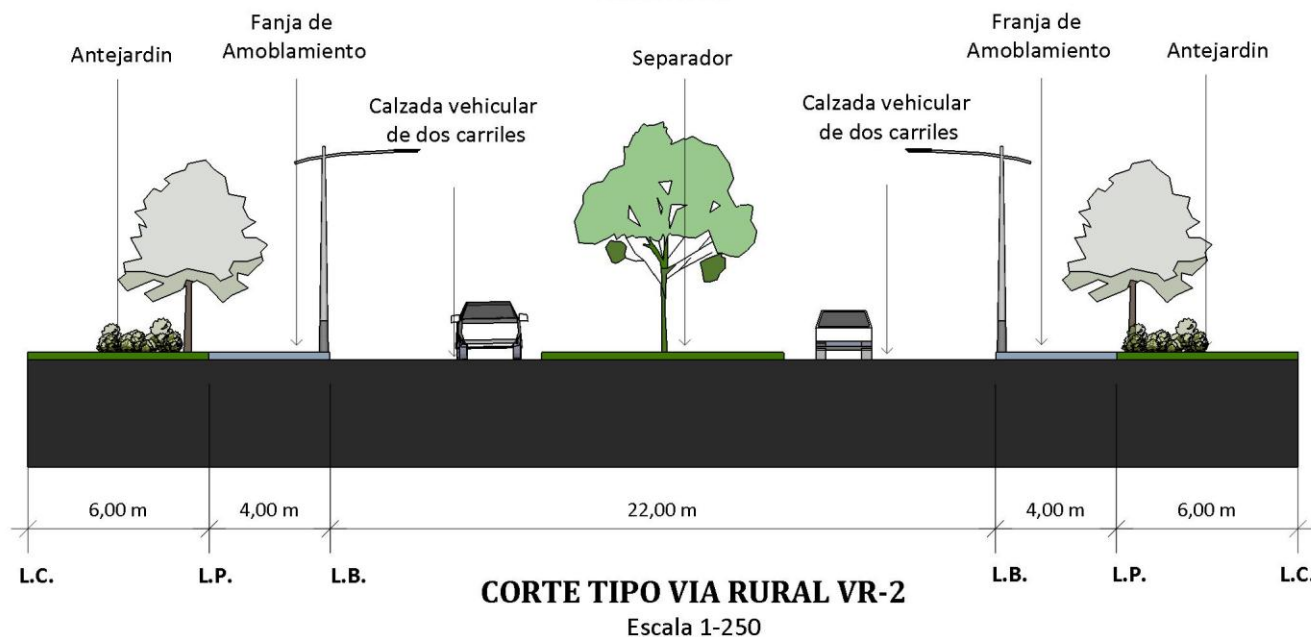 Antejardin
Fanja de
Amoblamiento
Calzada vehicular
de dos carriles
Separador
Calzada vehicular
de dos carriles
Franja de
Amoblamiento
Antejardin
6,00 m
4,00 m
22,00 m
4,00 m
6,00 m
L.C.
L.P.
L.B.
L.B.
L.P.
L.C.
CORTE TIPO VIA RURAL VR-2
Escala 1-250